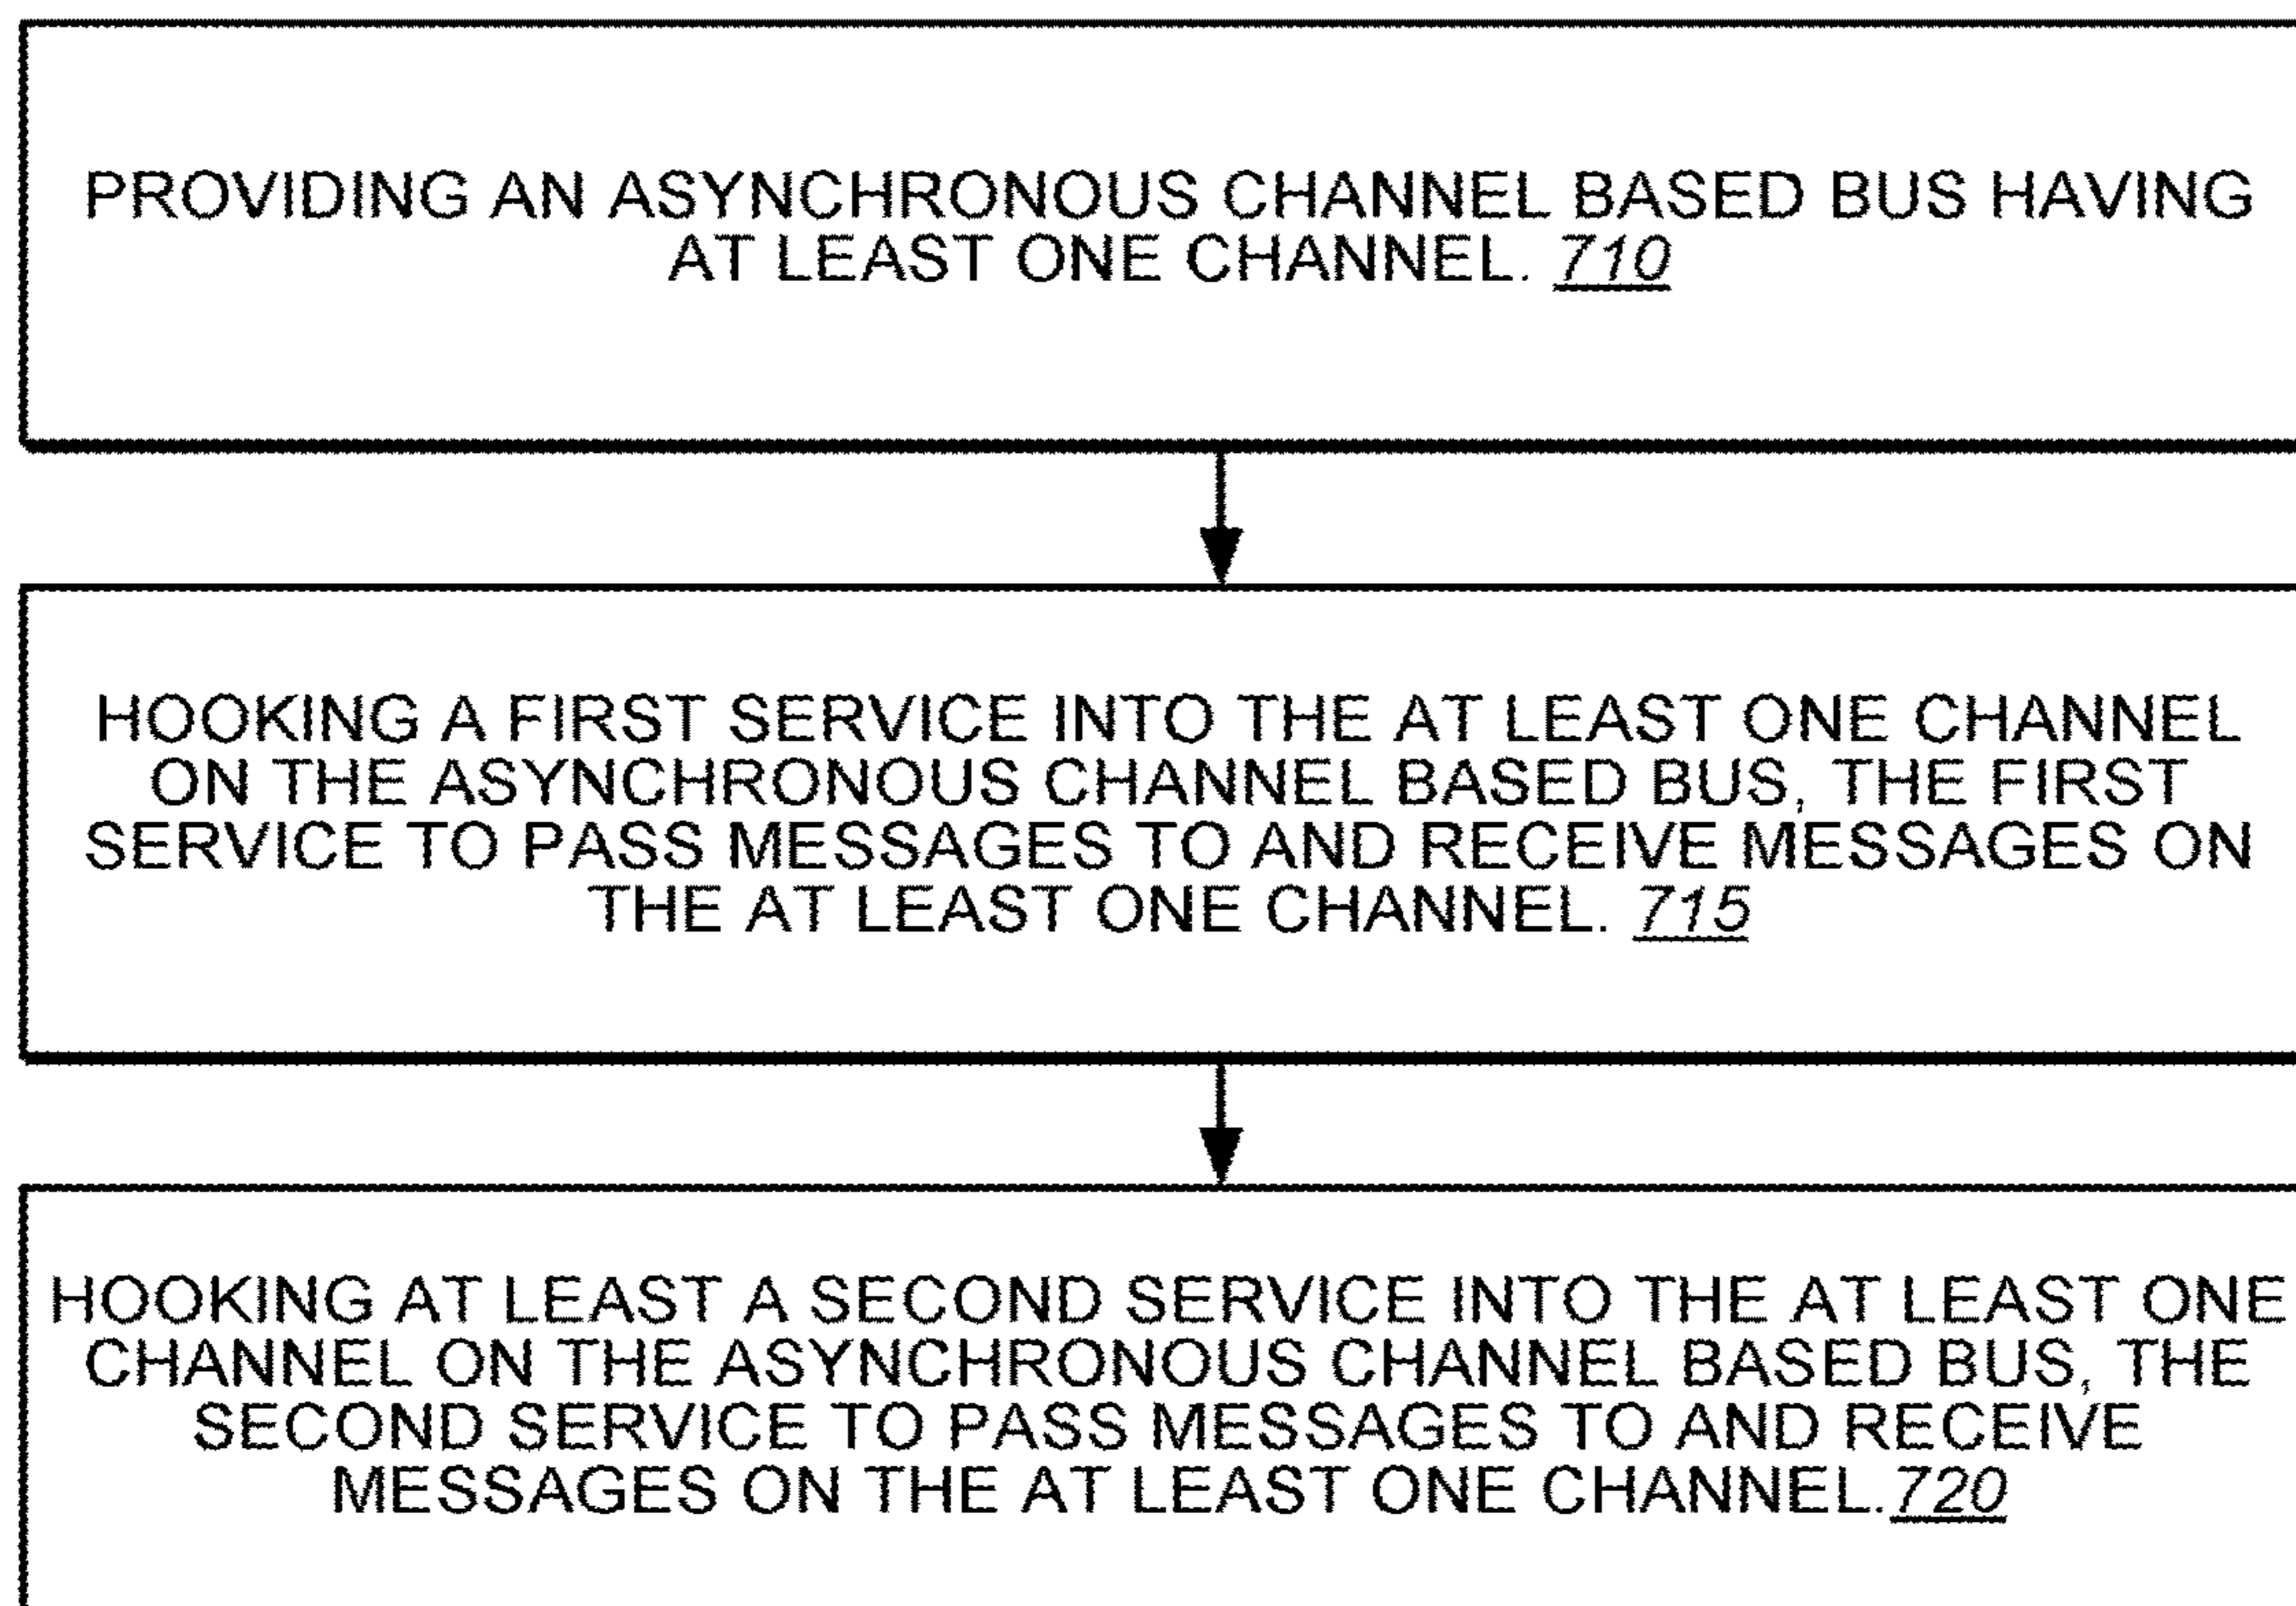 PROVIDING AN ASYNCHRONOUS CHANNEL BASED BUS HAVING
AT LEAST ONE CHANNEL. 710
HOOKING A FIRST SERVICE INTO THE AT LEAST ONE CHANNEL
ON THE ASYNCHRONOUS CHANNEL BASED BUS, THE FIRST
SERVICE TO PASS MESSAGES TO AND RECEIVE MESSAGES ON
THE AT LEAST ONE CHANNEL. 715
HOOKING AT LEAST A SECOND SERVICE INTO THE AT LEAST ONE
CHANNEL ON THE ASYNCHRONOUS CHANNEL BASED BUS, THE
SECOND SERVICE TO PASS MESSAGES TO AND RECEIVE
MESSAGES ON THE AT LEAST ONE CHANNEL.720